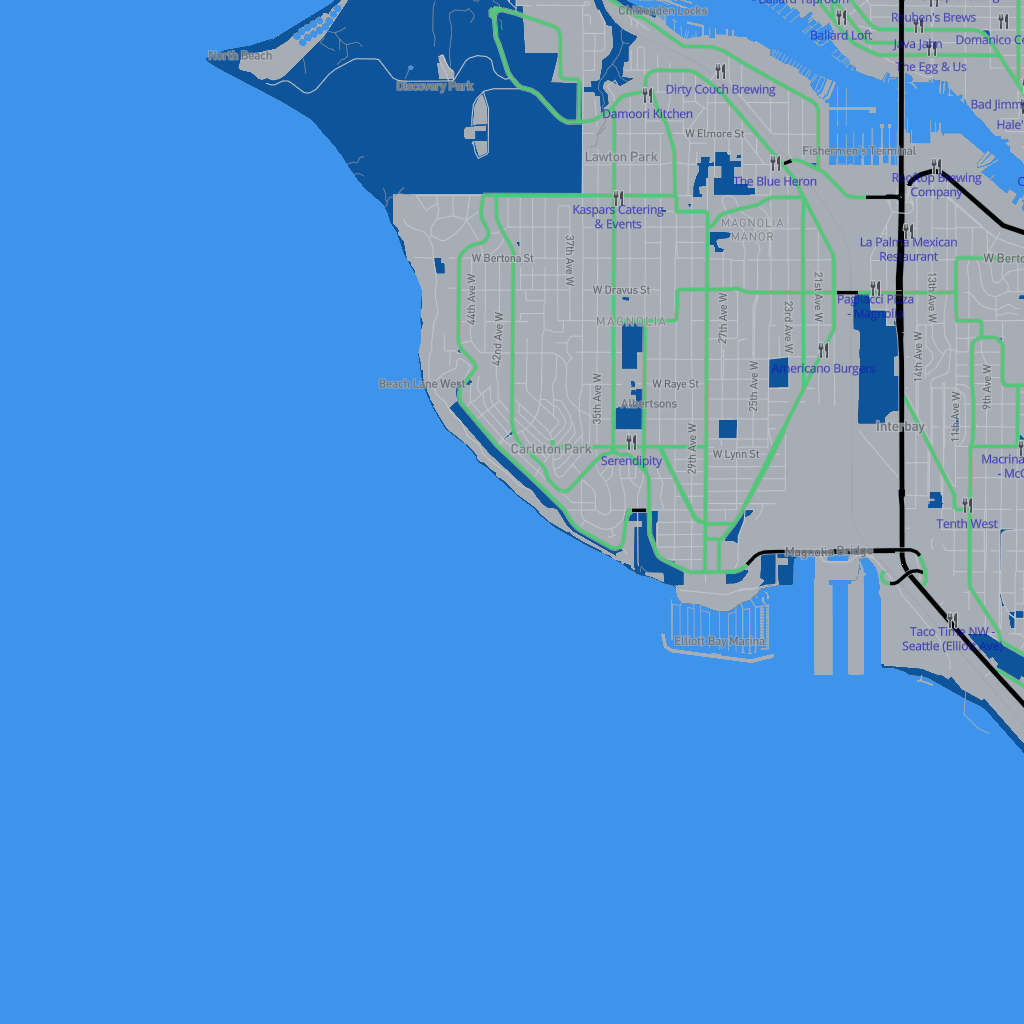 Ballard Taproom
Chittenden Locks
Reuben's Brews
Ballard Loft
Java Jahn
Domanico Ce
North Beach
The Egg & Us
Discovery Park
Dirty Couch Brewing
Damoori Kitchen
Bad Jimm
Hale'
W Elmore St
Fishermen's Terminal
Lawton Park
The Blue Heron
Rooftop Brewing
Company
Kaspars Catering
& Events
MAGNOLIA
MANOR
37th Ave W
La Palma Mexican
Restaurant
W Bertona St
W Berto
44th Ave W
W Dravus St
21st Ave W
13th Ave W
27th Ave W
23rd Ave W
Pagliacci Pizza
- Magnolia
MAGNOLIA
42nd Ave W
14th Ave W
Americano Burgers
Beach Lane West
W Raye St
25th Ave W
9th Ave W
35th Ave W
Albertsons
11th Ave W
Interbay
Carleton Park
29th Ave W
W Lynn St
Serendipity
Macrina
- McG
Tenth West
Magnolia Bridge
Taco Time NW -
Seattle (Elliott Ave)
Elliott Bay Marina